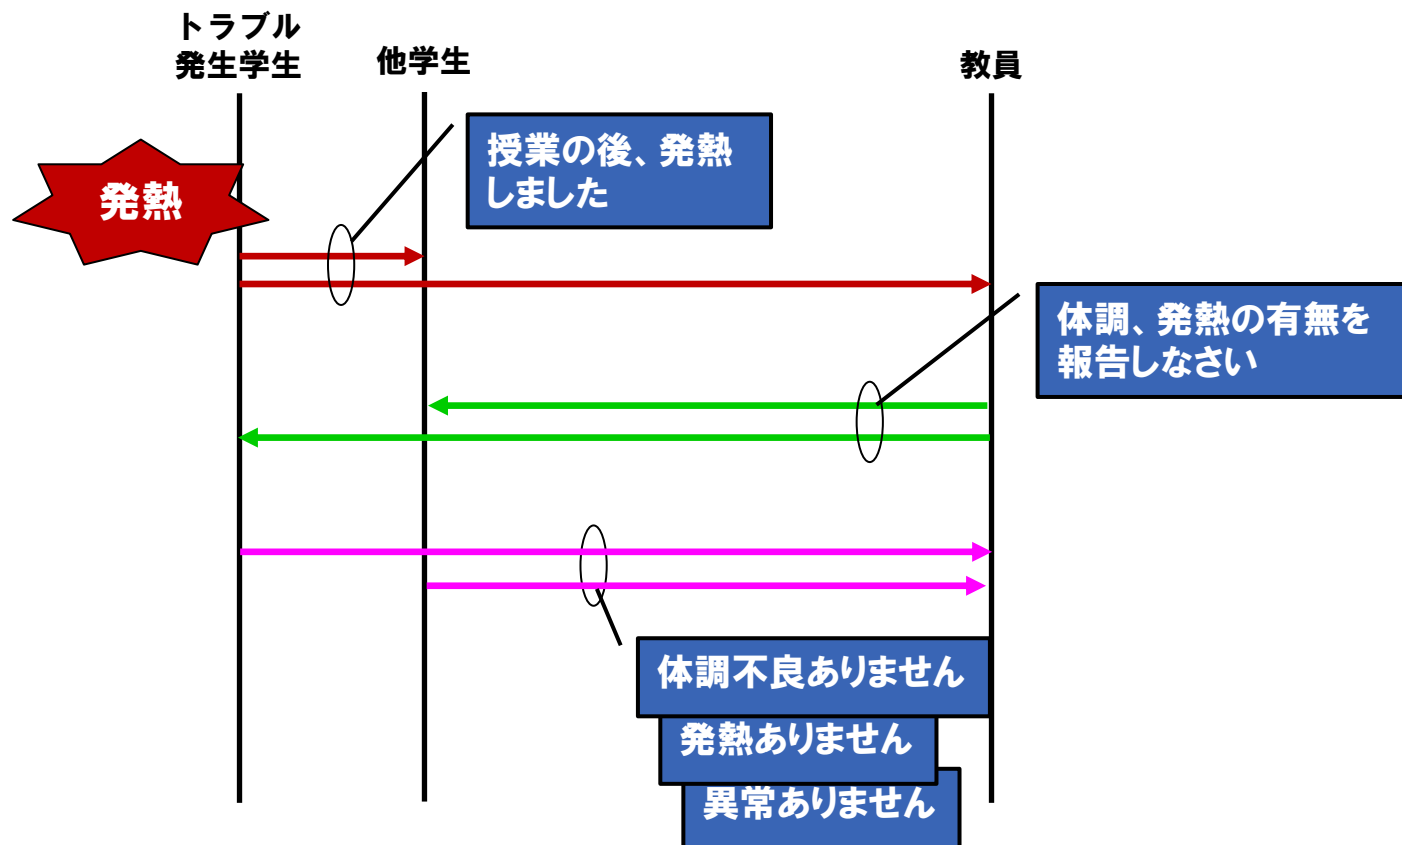 トラブル
発生学生
他学生
教員
発熱
授業の後、発熱
しました
体調、発熱の有無を
報告しなさい
体調不良ありません
発熱ありません
異常ありません